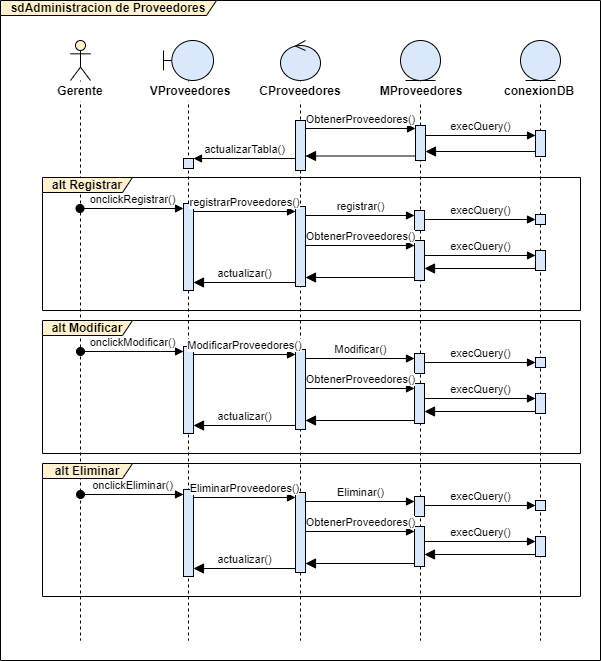 sdAdministracion de Proveedores
Gerente
VProveedores
CProveedores
MProveedores
conexionDB
ObtenerProveedores()
execQuery()
actualizarTabla()
alt Registrar
onclickRegistrar()
registrarProveedores()
registrar()
execQuery()
ObtenerProveedores()
execQuery()
actualizar()
alt Modificar
onclickModificar()
ModificarProveedores()
Modificar()
execQuery()
ObtenerProveedores()
execQuery()
actualizar()
alt Eliminar
onclickEliminar()
EliminarProveedores()
Eliminar()
execQuery()
ObtenerProveedores()
execQuery()
actualizar()